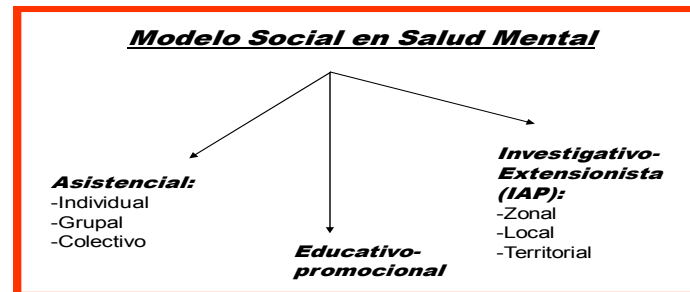 Modelo Social en Salud Mental
Asistencial:
-Individual
-Grupal
-Colectivo
Educativo-
promocional
Investigativo-
Extensionista
(IAP):
-Zonal
-Local
-Territorial